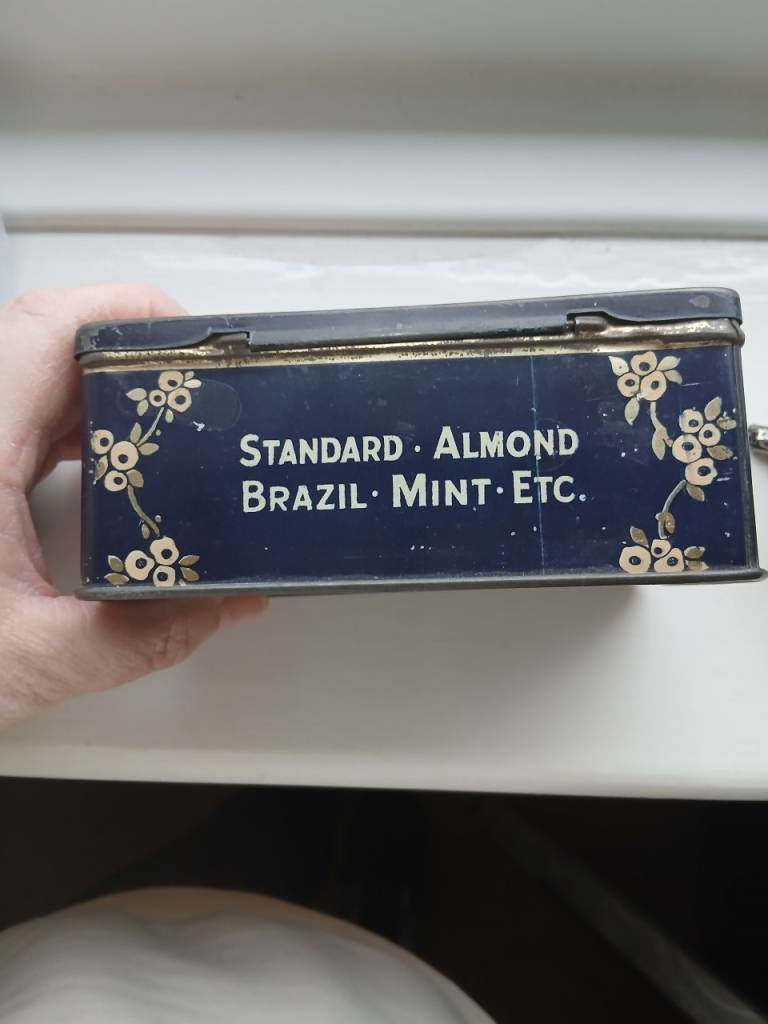 STANDARD · ALMOND
BRAZIL · MINT · ETC.